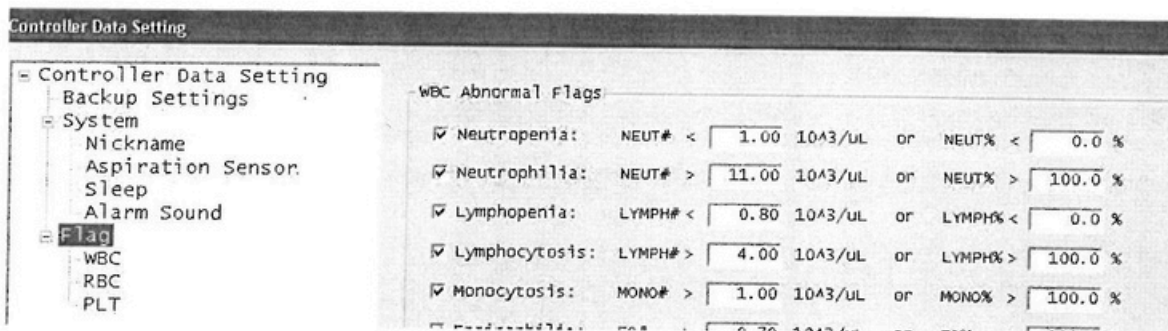 Controller Data Setting
Controller Data Setting
Backup Settings
System
Nickname
Aspiration Sensor
Sleep
Alarm Sound
Flag
WBC
RBC
PLT
WBC Abnormal Flags
Neutropenia: NEUT# < 1.00 10^3/uL or NEUT% < 0.0 %
Neutrophilia: NEUT# > 11.00 10^3/uL or NEUT% > 100.0 %
Lymphopenia: LYMPH# < 0.80 10^3/uL or LYMPH% < 0.0 %
Lymphocytosis: LYMPH# > 4.00 10^3/uL or LYMPH% > 100.0 %
Monocytosis: MONO# > 1.00 10^3/uL or MONO% > 100.0 %